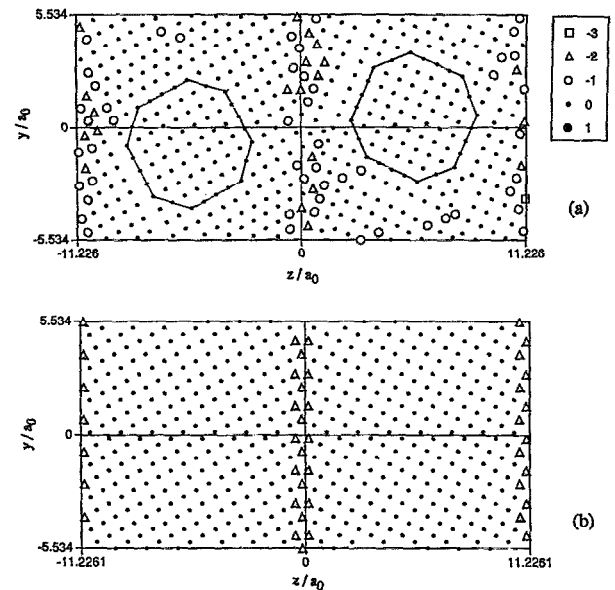 5.534
y/a₀
0
-5.534
-11.226
0
11.226
z/a₀
-3
-2
-1
0
1
(a)
5.534
y/a₀
0
-5.534
-11.2261
0
11.2261
z/a₀
(b)